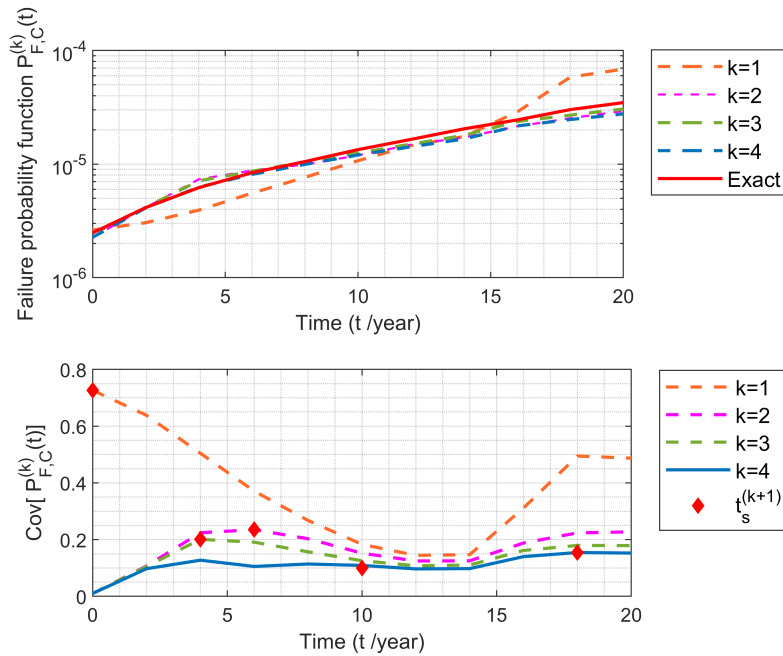 Failure probability function P_{F,C}^{(k)}(t)
10^{-4}
10^{-5}
10^{-6}
0 5 10 15 20
Time (t /year)
k=1
k=2
k=3
k=4
Exact
Cov[ P_{F,C}^{(k)}(t)]
0.8
0.6
0.4
0.2
0
0 5 10 15 20
Time (t /year)
k=1
k=2
k=3
k=4
t_s^{(k+1)}